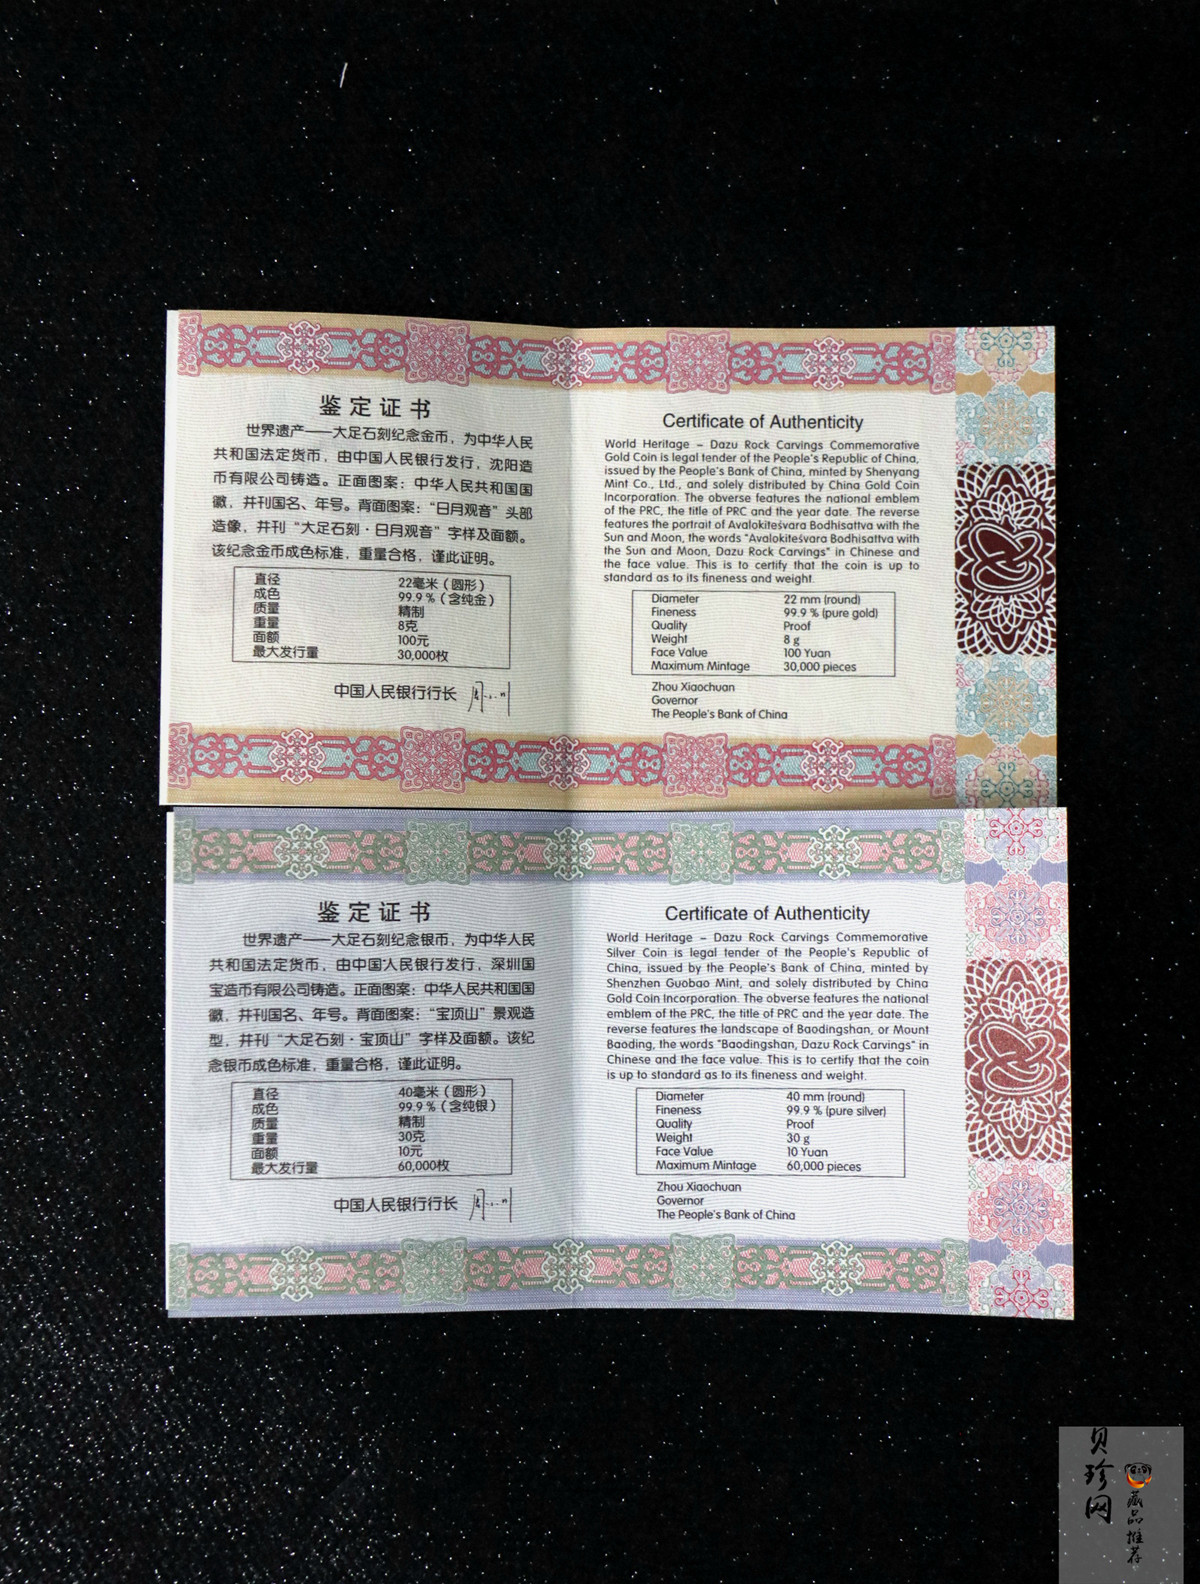 鉴定证书
世界遗产——大足石刻纪念金币，为中华人民
共和国法定货币，由中国人民银行发行，沈阳造
币有限公司铸造。正面图案：中华人民共和国国
徽，并刊国名、年号。背面图案：“日月观音”头部
造像，并刊“大足石刻·日月观音”字样及面额。
该纪念金币成色标准，重量合格，谨此证明。
直径 22毫米（圆形）
成色 99.9％（含纯金）
质量 精制
重量 8克
面额 100元
最大发行量 30,000枚
中国人民银行行长
Certificate of Authenticity
World Heritage – Dazu Rock Carvings Commemorative
Gold Coin is legal tender of the People's Republic of China,
issued by the People's Bank of China, minted by Shenyang
Mint Co., Ltd., and solely distributed by China Gold Coin
Incorporation. The obverse features the national emblem
of the PRC, the title of PRC and the year date. The reverse
features the portrait of Avalokiteśvara Bodhisattva with the
Sun and Moon, the words "Avalokiteśvara Bodhisattva with
the Sun and Moon, Dazu Rock Carvings" in Chinese and
the face value. This is to certify that the coin is up to
standard as to its fineness and weight.
Diameter 22 mm (round)
Fineness 99.9 % (pure gold)
Quality Proof
Weight 8 g
Face Value 100 Yuan
Maximum Mintage 30,000 pieces
Zhou Xiaochuan
Governor
The People's Bank of China
鉴定证书
世界遗产——大足石刻纪念银币，为中华人民
共和国法定货币，由中国人民银行发行，深圳国
宝造币有限公司铸造。正面图案：中华人民共和国国
徽，并刊国名、年号。背面图案：“宝顶山”景观造
型，并刊“大足石刻·宝顶山”字样及面额。该纪
念银币成色标准，重量合格，谨此证明。
直径 40毫米（圆形）
成色 99.9％（含纯银）
质量 精制
重量 30克
面额 10元
最大发行量 60,000枚
中国人民银行行长
Certificate of Authenticity
World Heritage – Dazu Rock Carvings Commemorative
Silver Coin is legal tender of the People's Republic of
China, issued by the People's Bank of China, minted by
Shenzhen Guobao Mint, and solely distributed by China
Gold Coin Incorporation. The obverse features the national
emblem of the PRC, the title of PRC and the year date. The
reverse features the landscape of Baodingshan, or Mount
Baoding, the words "Baodingshan, Dazu Rock Carvings" in
Chinese and the face value. This is to certify that the coin
is up to standard as to its fineness and weight.
Diameter 40 mm (round)
Fineness 99.9 % (pure silver)
Quality Proof
Weight 30 g
Face Value 10 Yuan
Maximum Mintage 60,000 pieces
Zhou Xiaochuan
Governor
The People's Bank of China
贝珍网
藏品推荐